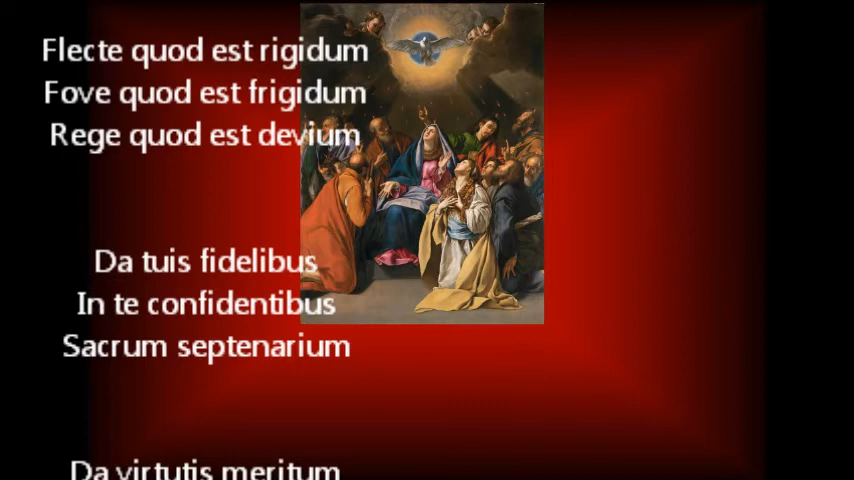 Flecte quod est rigidum
Fove quod est frigidum
Rege quod est devium
Da tuis fidelibus
In te confidentibus
Sacrum septenarium
Da virtutis meritum